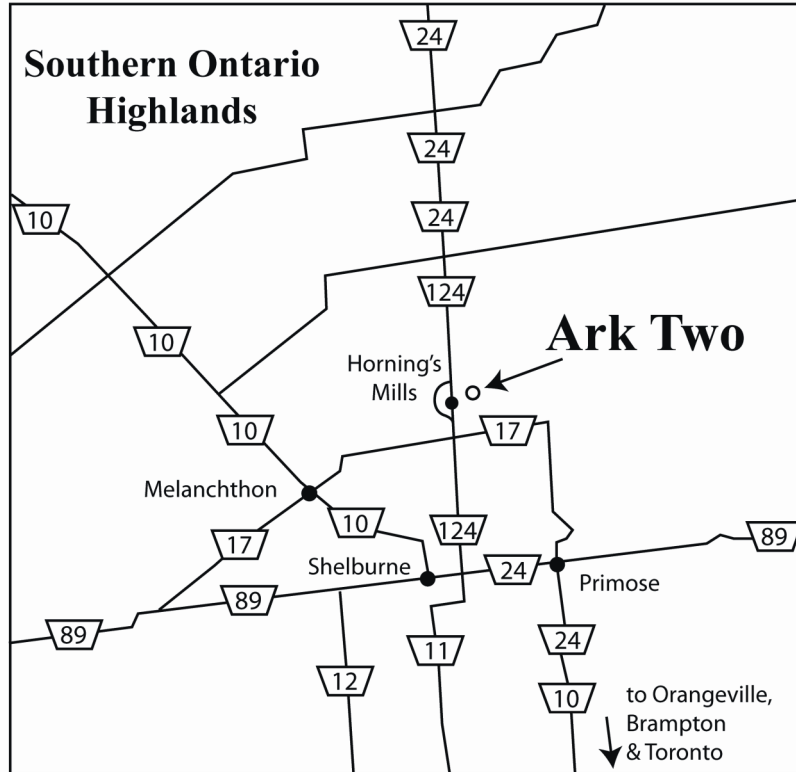 24
Southern Ontario
Highlands
24
24
10
124
10
Ark Two
Horning's
Mills
10
17
Melanchthon
10
124
17
89
Shelburne
24
Primose
89
89
24
11
12
10
to Orangeville,
Brampton
& Toronto